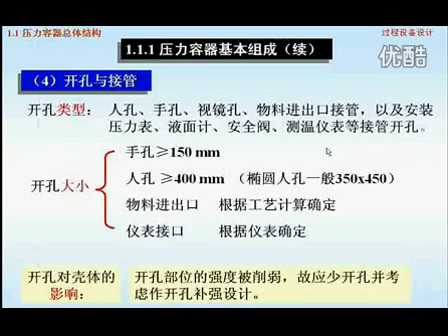 1.1 压力容器总体结构
过程设备设计
优酷
1.1.1 压力容器基本组成（续）
（4）开孔与接管
开孔类型： 人孔、手孔、视镜孔、物料进出口接管，以及安装
压力表、液面计、安全阀、测温仪表等接管开孔。
开孔大小
手孔≥150 mm
人孔 ≥400 mm （椭圆人孔一般350x450）
物料进出口 根据工艺计算确定
仪表接口 根据仪表确定
开孔对壳体的
影响：
开孔部位的强度被削弱，故应少开孔并考
虑作开孔补强设计。